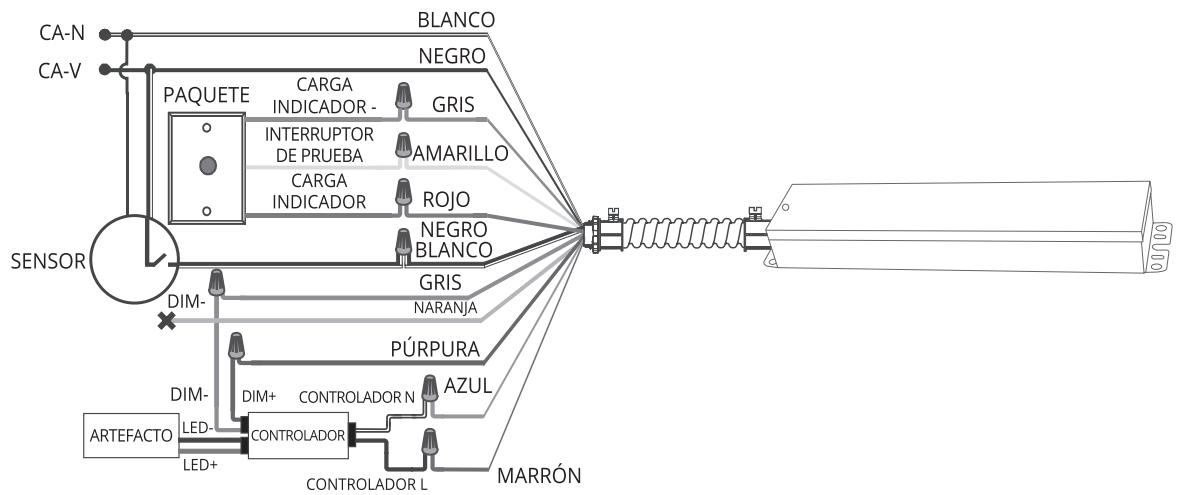 BLANCO
CA-N
NEGRO
CA-V
PAQUETE
CARGA
INDICADOR -
GRIS
INTERRUPTOR
DE PRUEBA
AMARILLO
CARGA
INDICADOR
ROJO
NEGRO
BLANCO
SENSOR
GRIS
DIM-
NARANJA
PÚRPURA
AZUL
DIM-
DIM+
CONTROLADOR N
ARTEFACTO
LED-
CONTROLADOR
LED+
MARRÓN
CONTROLADOR L